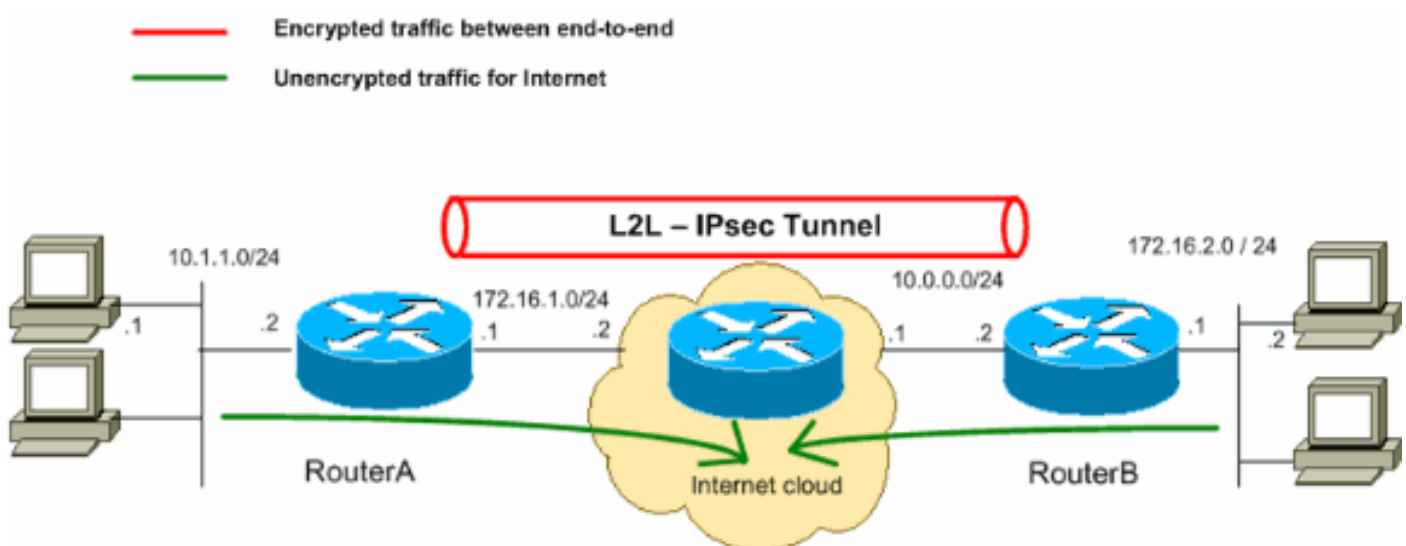 Encrypted traffic between end-to-end
Unencrypted traffic for Internet
L2L – IPsec Tunnel
10.1.1.0/24
172.16.1.0/24
10.0.0.0/24
172.16.2.0 / 24
.1
.2
.1
.2
.1
.2
.1
.2
RouterA
Internet cloud
RouterB